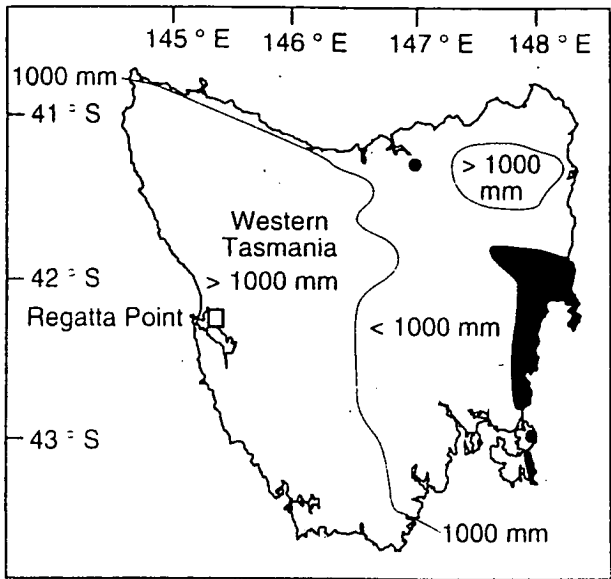 145 ° E 146 ° E 147 ° E 148 ° E
1000 mm
41 ° S
> 1000
mm
Western
Tasmania
42 ° S
> 1000 mm
Regatta Point
< 1000 mm
43 ° S
1000 mm